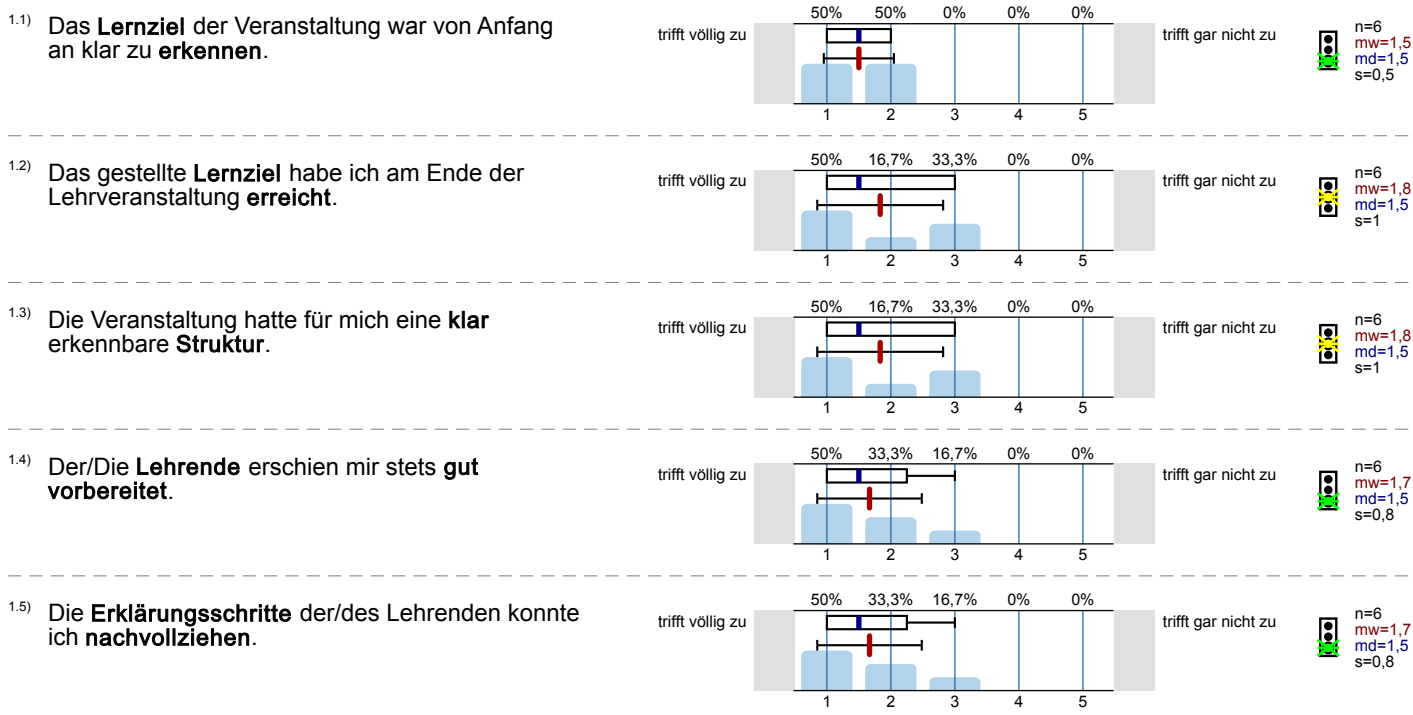 1.1) Das Lernziel der Veranstaltung war von Anfang
an klar zu erkennen.
trifft völlig zu
50% 50% 0% 0% 0%
1 2 3 4 5
trifft gar nicht zu
n=6
mw=1,5
md=1,5
s=0,5
1.2) Das gestellte Lernziel habe ich am Ende der
Lehrveranstaltung erreicht.
trifft völlig zu
50% 16,7% 33,3% 0% 0%
1 2 3 4 5
trifft gar nicht zu
n=6
mw=1,8
md=1,5
s=1
1.3) Die Veranstaltung hatte für mich eine klar
erkennbare Struktur.
trifft völlig zu
50% 16,7% 33,3% 0% 0%
1 2 3 4 5
trifft gar nicht zu
n=6
mw=1,8
md=1,5
s=1
1.4) Der/Die Lehrende erschien mir stets gut
vorbereitet.
trifft völlig zu
50% 33,3% 16,7% 0% 0%
1 2 3 4 5
trifft gar nicht zu
n=6
mw=1,7
md=1,5
s=0,8
1.5) Die Erklärungsschritte der/des Lehrenden konnte
ich nachvollziehen.
trifft völlig zu
50% 33,3% 16,7% 0% 0%
1 2 3 4 5
trifft gar nicht zu
n=6
mw=1,7
md=1,5
s=0,8